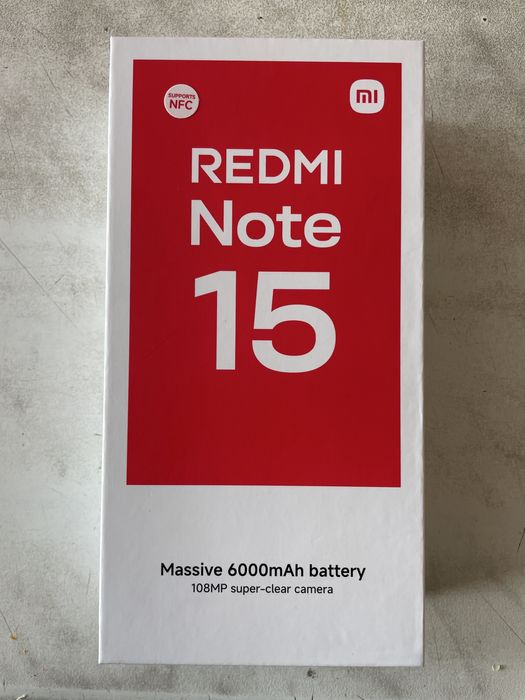 SUPPORTS
NFC
mi
REDMI
Note
15
Massive 6000mAh battery
108MP super-clear camera